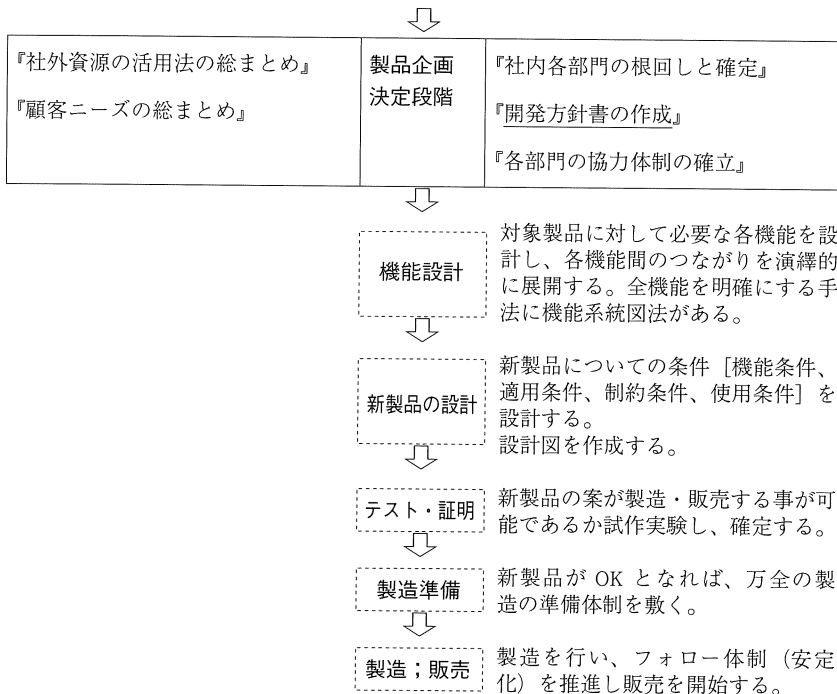 『社外資源の活用法の総まとめ』
『顧客ニーズの総まとめ』
製品企画
決定段階
『社内各部門の根回しと確定』
『開発方針書の作成』
『各部門の協力体制の確立』
機能設計
対象製品に対して必要な各機能を設
計し、各機能間のつながりを演繹的
に展開する。全機能を明確にする手
法に機能系統図法がある。
新製品の設計
新製品についての条件［機能条件、
適用条件、制約条件、使用条件］を
設計する。
設計図を作成する。
テスト・証明
新製品の案が製造・販売する事が可
能であるか試作実験し、確定する。
製造準備
新製品が OK となれば、万全の製
造の準備体制を敷く。
製造；販売
製造を行い、フォロー体制（安定
化）を推進し販売を開始する。